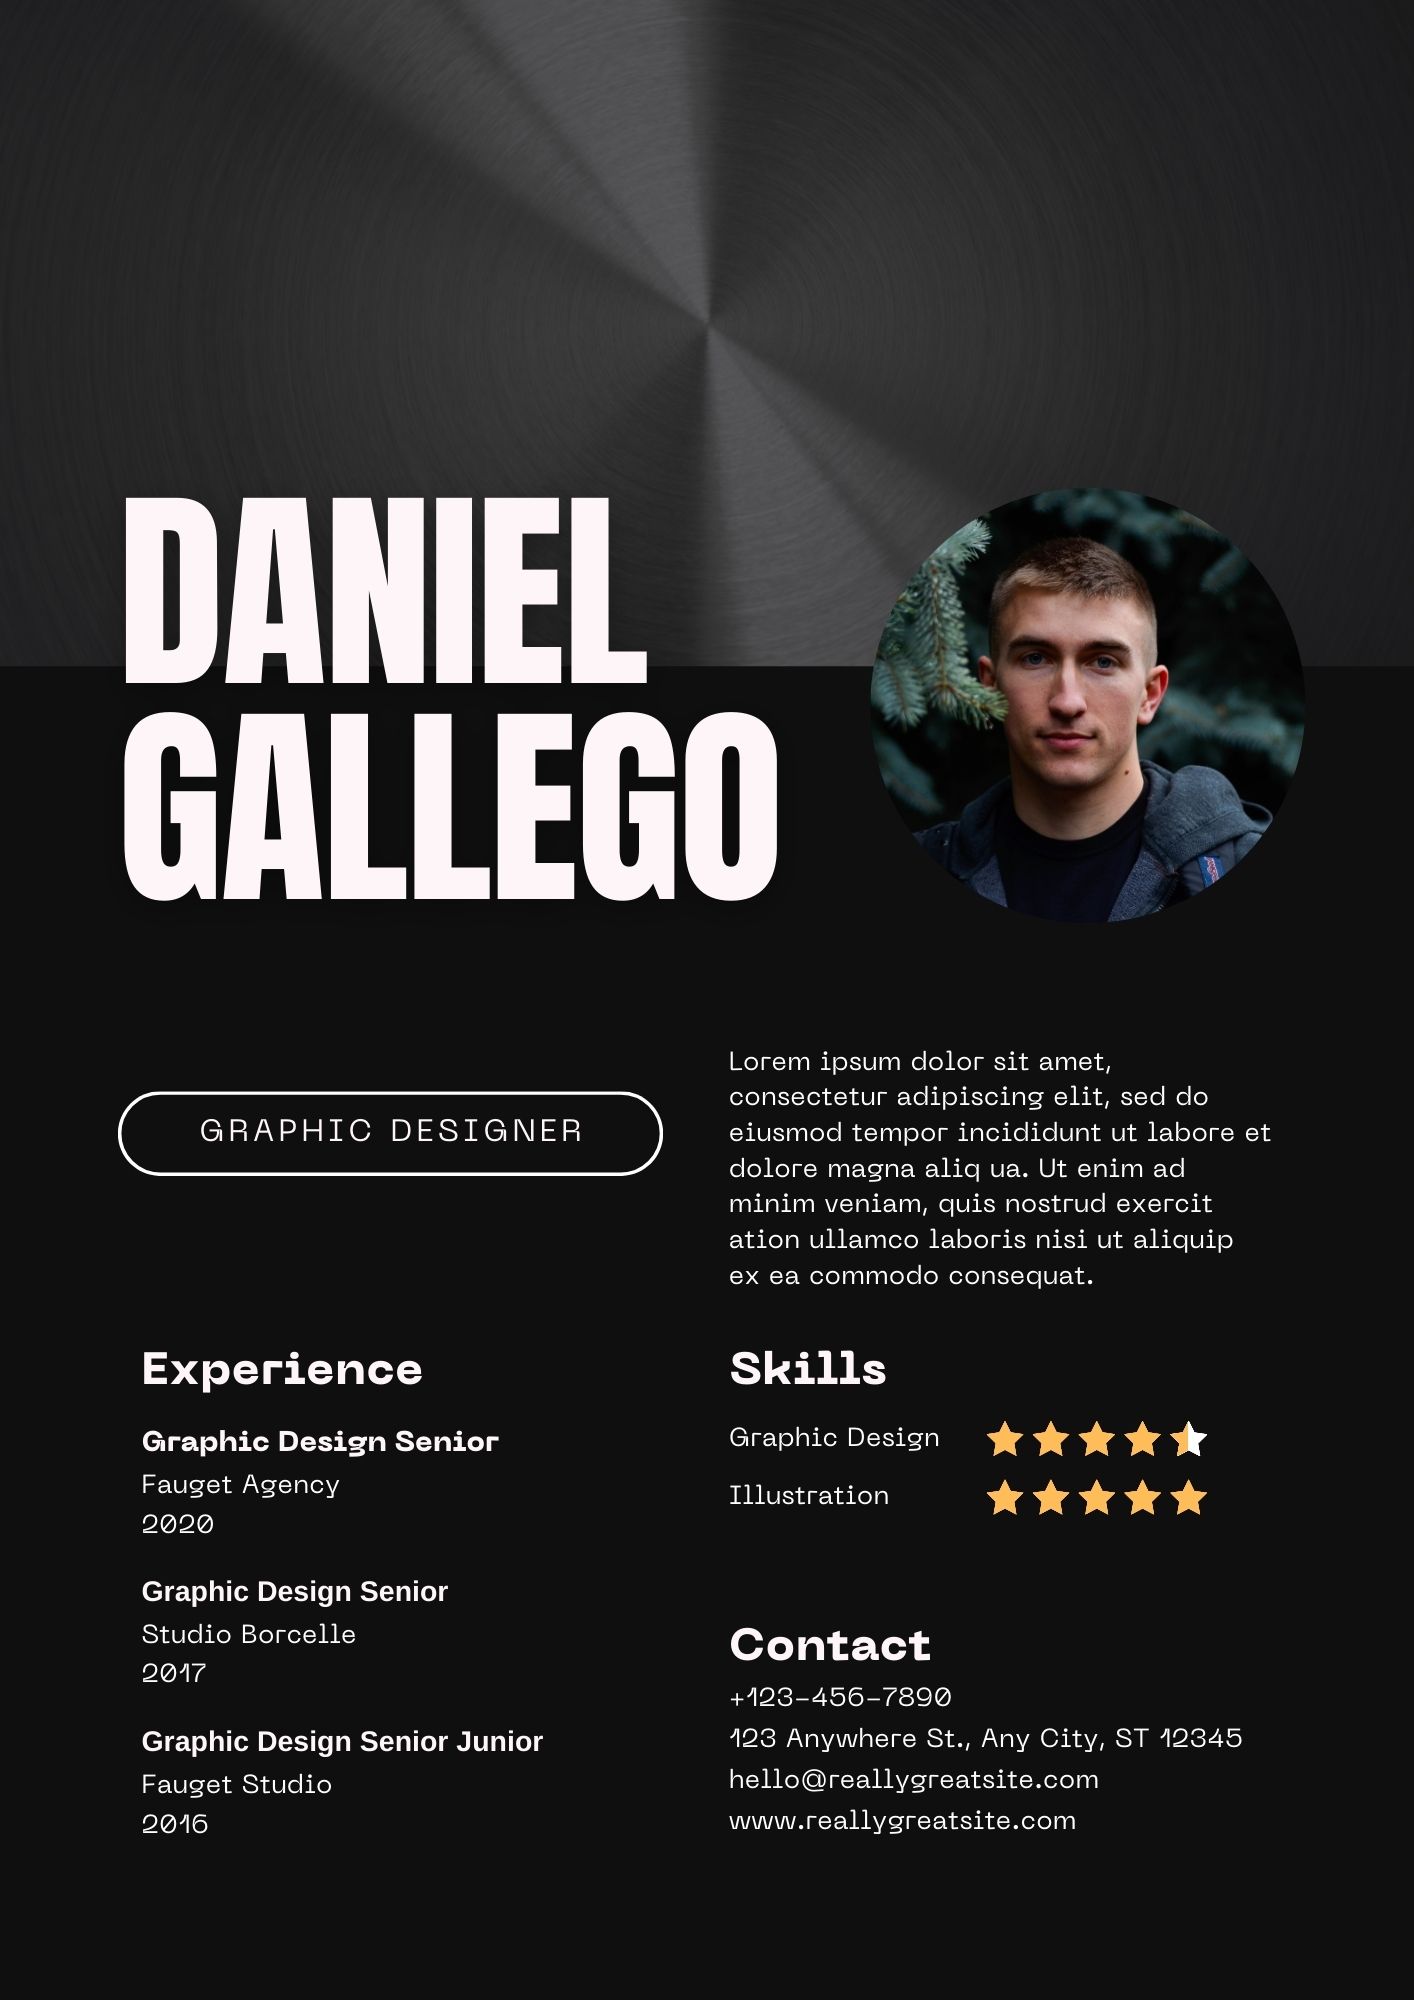 DANIEL
GALLEGO
GRAPHIC DESIGNER
Lorem ipsum dolor sit amet,
consectetur adipiscing elit, sed do
eiusmod tempor incididunt ut labore et
dolore magna aliq ua. Ut enim ad
minim veniam, quis nostrud exercit
ation ullamco laboris nisi ut aliquip
ex ea commodo consequat.
Experience
Graphic Design Senior
Fauget Agency
2020
Graphic Design Senior
Studio Borcelle
2017
Graphic Design Senior Junior
Fauget Studio
2016
Skills
Graphic Design
Illustration
Contact
+123-456-7890
123 Anywhere St., Any City, ST 12345
hello@reallygreatsite.com
www.reallygreatsite.com